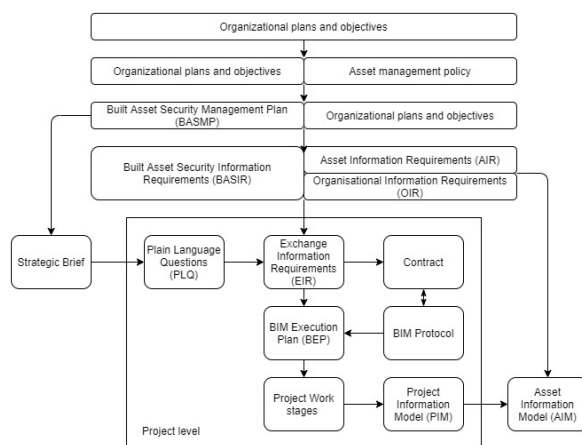 Organizational plans and objectives
Organizational plans and objectives
Asset management policy
Built Asset Security Management Plan
(BASMP)
Organizational plans and objectives
Built Asset Security Information
Requirements (BASIR)
Asset Information Requirements (AIR)
Organisational Information Requirements
(OIR)
Strategic Brief
Plain Language
Questions
(PLQ)
Exchange
Information
Requirements
(EIR)
Contract
BIM Execution
Plan (BEP)
BIM Protocol
Project Work
stages
Project
Information
Model (PIM)
Asset
Information
Model (AIM)
Project level